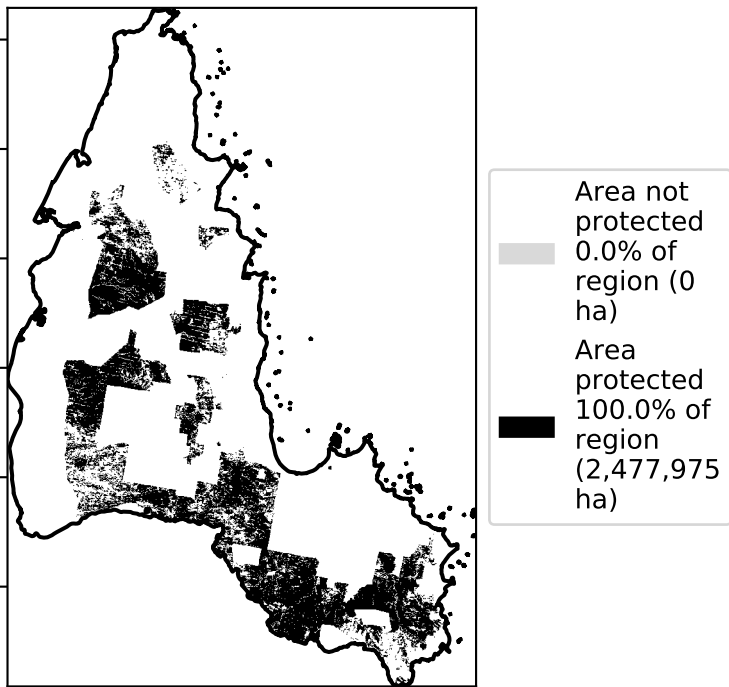 Area not
protected
0.0% of
region (0
ha)
Area
protected
100.0% of
region
(2,477,975
ha)